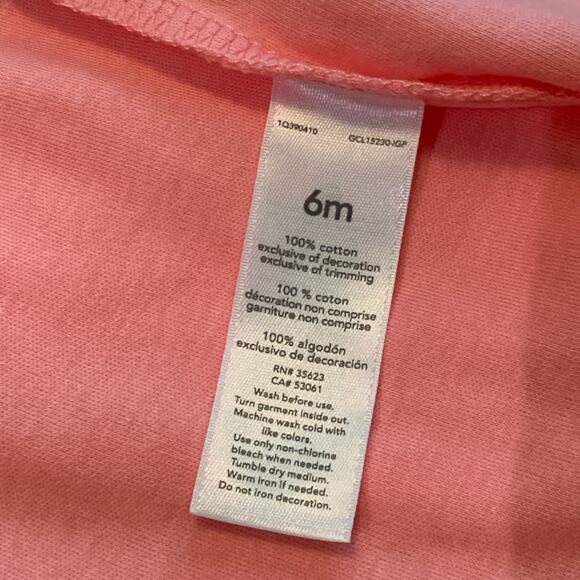 1Q390410 GCL15230-IGP
6m
100% cotton
exclusive of decoration
exclusive of trimming
100 % coton
décoration non comprise
garniture non comprise
100% algodón
exclusivo de decoración
RN# 35623
CA# 53061
Wash before use.
Turn garment inside out.
Machine wash cold with
like colors.
Use only non-chlorine
bleach when needed.
Tumble dry medium.
Warm iron if needed.
Do not iron decoration.